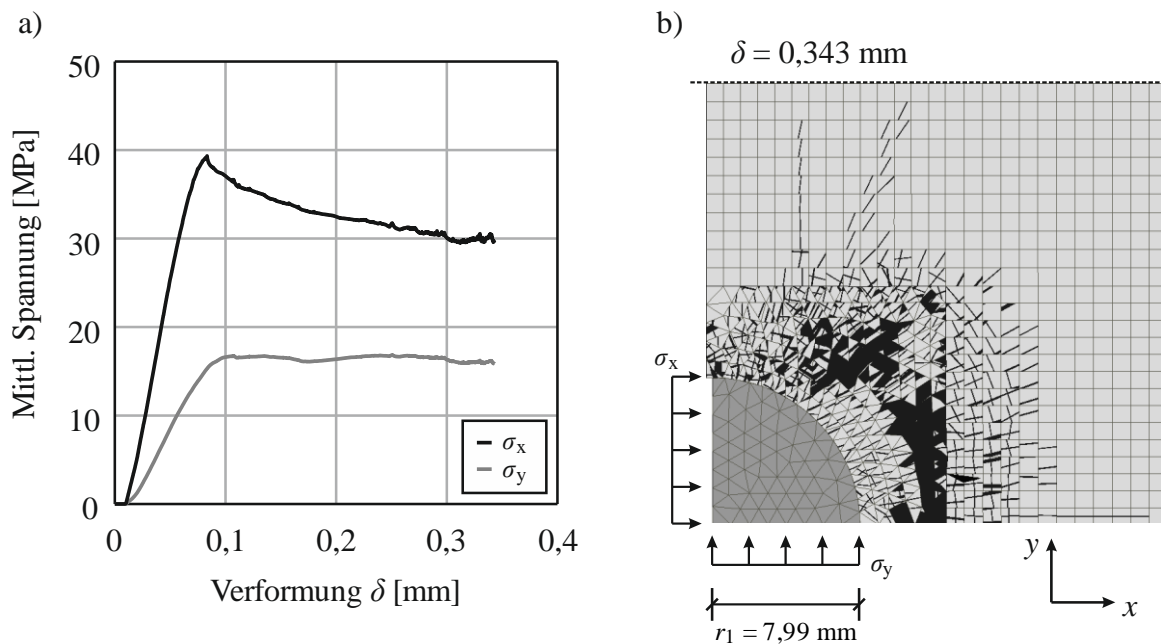 a)
Mittl. Spannung [MPa]
50
40
30
20
10
0
0
0,1
0,2
0,3
0,4
σx
σy
Verformung δ [mm]
b)
δ = 0,343 mm
σx
σy
r1 = 7,99 mm
y
x